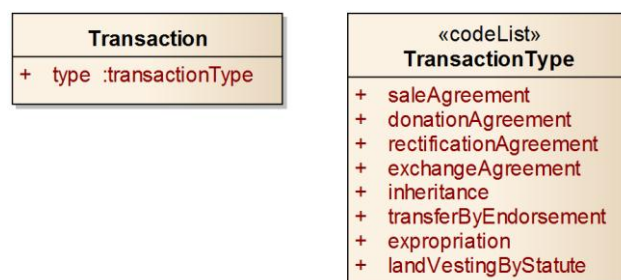 Transaction
+ type :transactionType
«codeList»
TransactionType
+ saleAgreement
+ donationAgreement
+ rectificationAgreement
+ exchangeAgreement
+ inheritance
+ transferByEndorsement
+ expropriation
+ landVestingByStatute